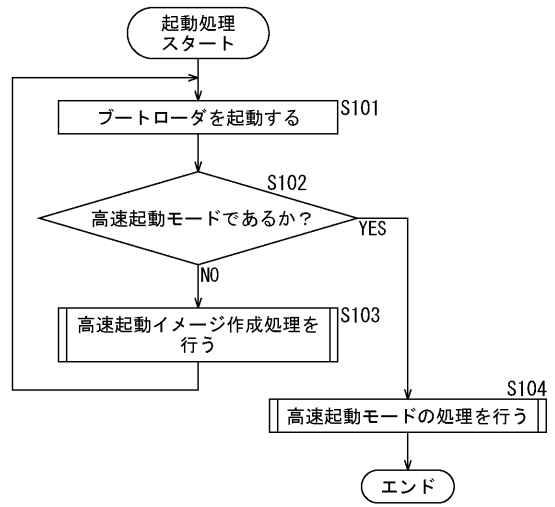 起動処理
スタート
ブートローダを起動する
S101
S102
高速起動モードであるか？
YES
NO
高速起動イメージ作成処理を
行う
S103
S104
高速起動モードの処理を行う
エンド